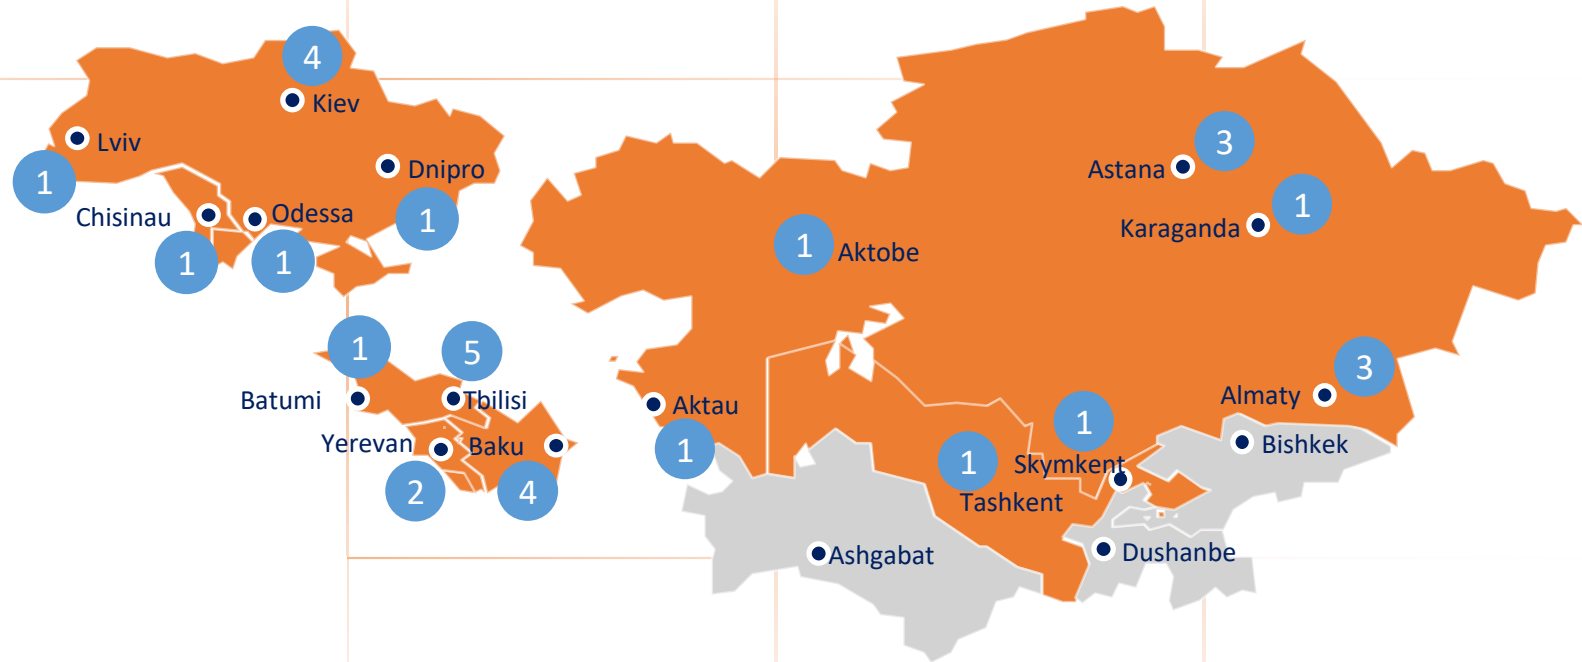 4
Kiev
Lviv
1
Dnipro
1
Chisinau
1
Odessa
1
1
Batumi
5
Tbilisi
Yerevan
2
Baku
4
1
Aktobe
Aktau
1
3
Astana
1
Karaganda
3
Almaty
Bishkek
1
Skymkent
1
Tashkent
Ashgabat
Dushanbe